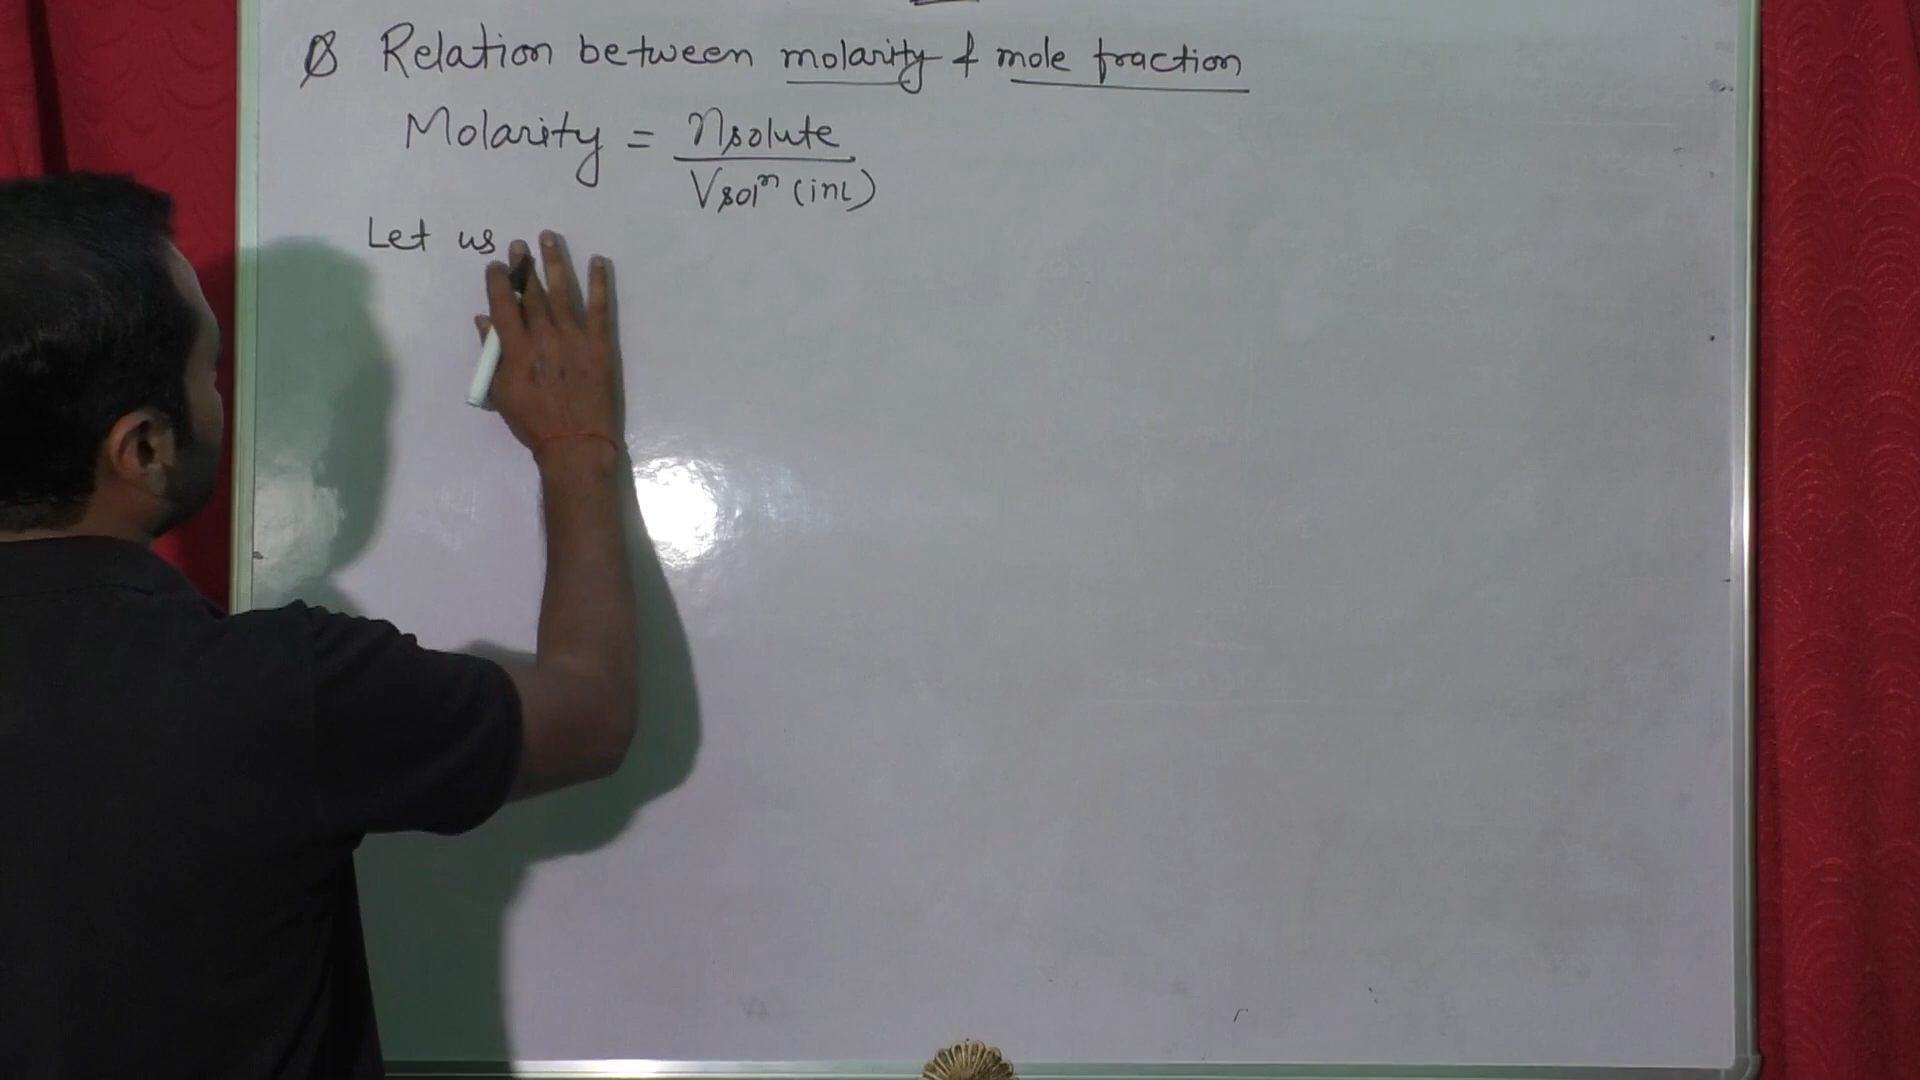 Ø Relation between molarity & mole fraction
Molarity = nsolute / Vsolⁿ (in L)
Let us